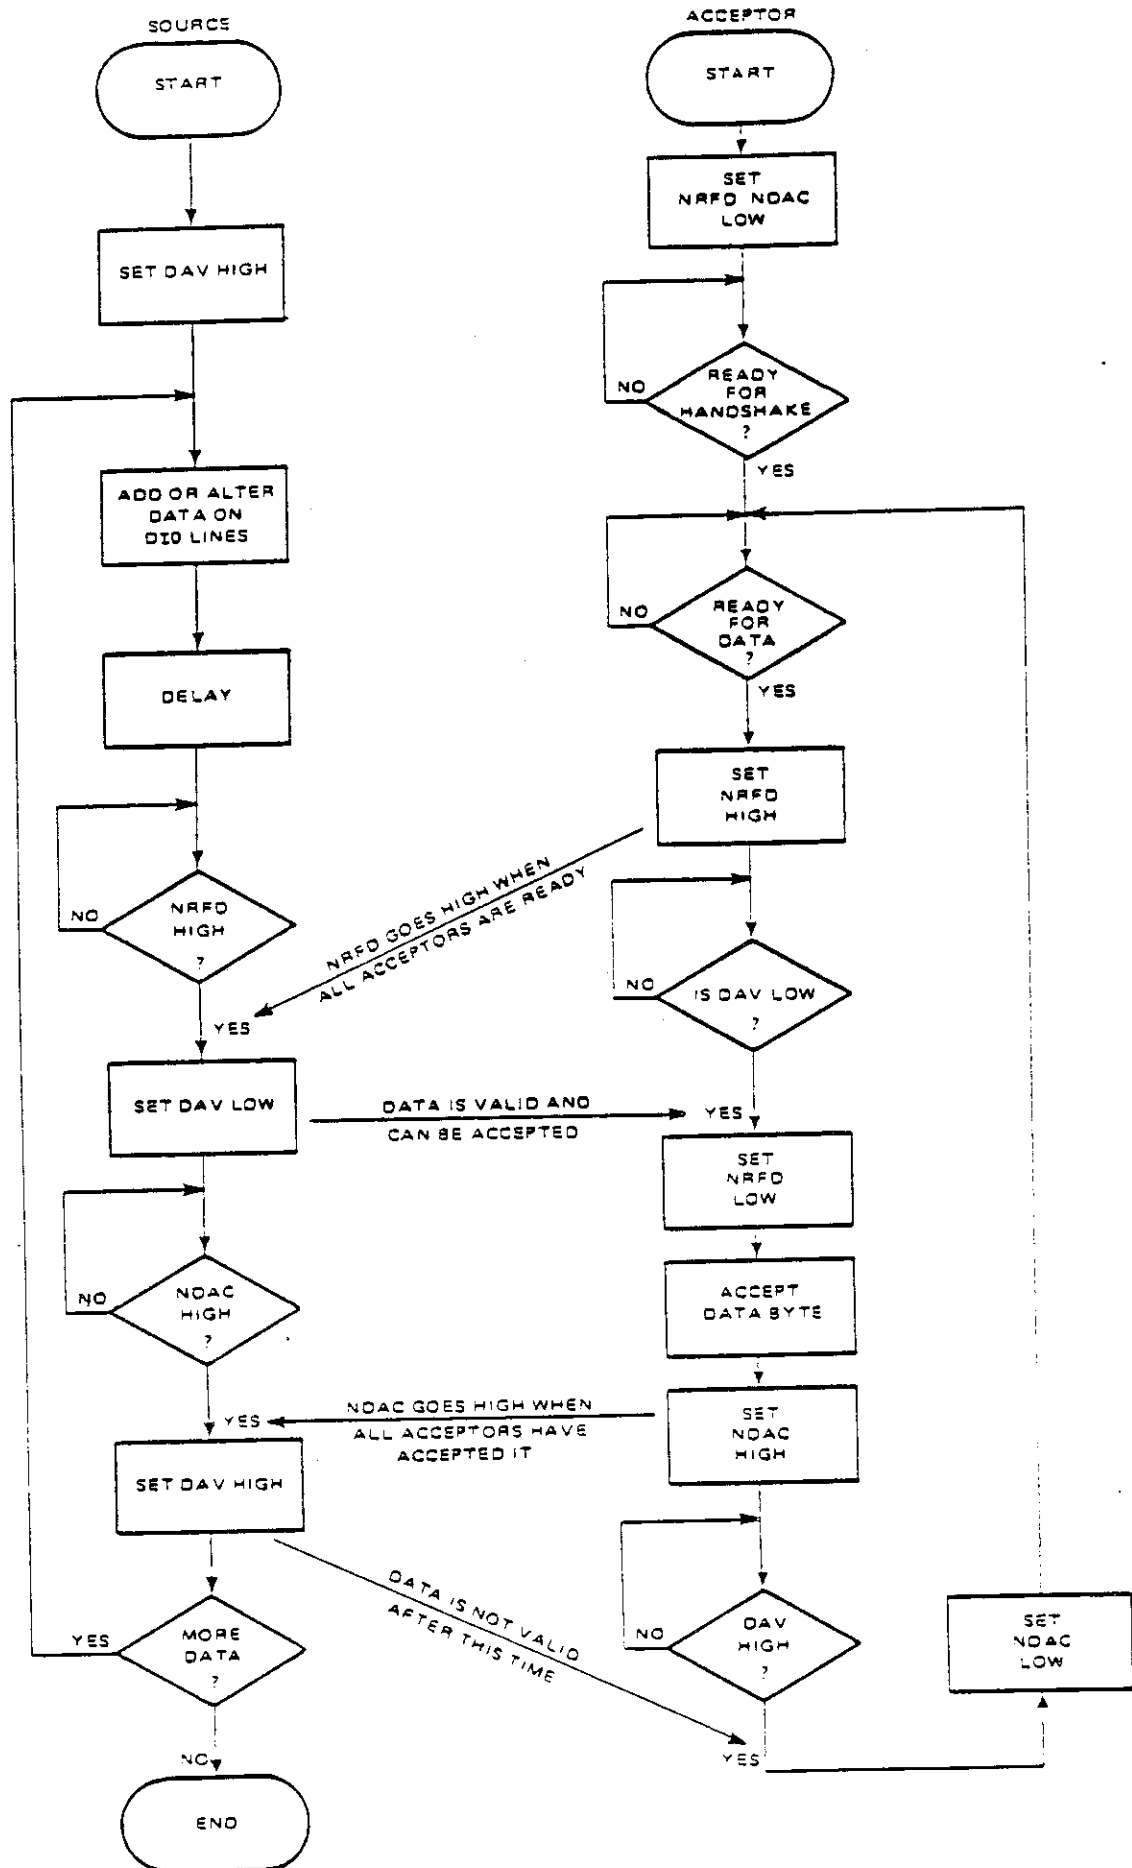 SOURCE
START
SET DAV HIGH
ADD OR ALTER
DATA ON
DIO LINES
DELAY
NO
NRFD
HIGH
?
YES
SET DAV LOW
NO
NDAC
HIGH
?
YES
SET DAV HIGH
YES
MORE
DATA
?
NO
END
NRFD GOES HIGH WHEN
ALL ACCEPTORS ARE READY
DATA IS VALID AND
CAN BE ACCEPTED
NDAC GOES HIGH WHEN
ALL ACCEPTORS HAVE
ACCEPTED IT
DATA IS NOT VALID
AFTER THIS TIME
ACCEPTOR
START
SET
NRFD NDAC
LOW
NO
READY
FOR
HANDSHAKE
?
YES
NO
READY
FOR
DATA
?
YES
SET
NRFD
HIGH
NO
IS DAV LOW
?
YES
SET
NRFD
LOW
ACCEPT
DATA BYTE
SET
NDAC
HIGH
NO
DAV
HIGH
?
YES
SET
NDAC
LOW